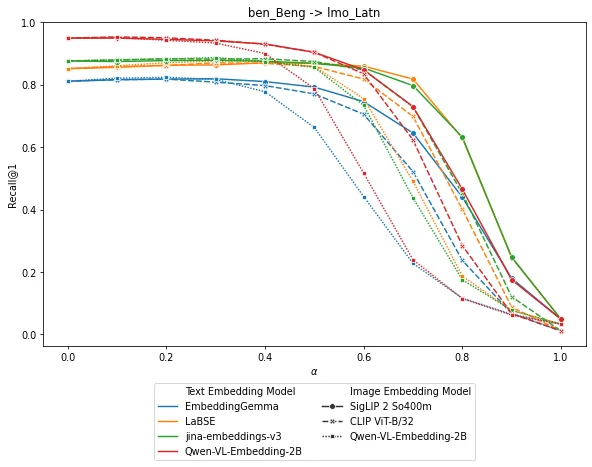 ben_Beng -> lmo_Latn
1.0
0.8
0.6
0.4
0.2
0.0
Recall@1
0.0 0.2 0.4 0.6 0.8 1.0
α
Text Embedding Model
EmbeddingGemma
LaBSE
jina-embeddings-v3
Qwen-VL-Embedding-2B
Image Embedding Model
SigLIP 2 So400m
CLIP ViT-B/32
Qwen-VL-Embedding-2B